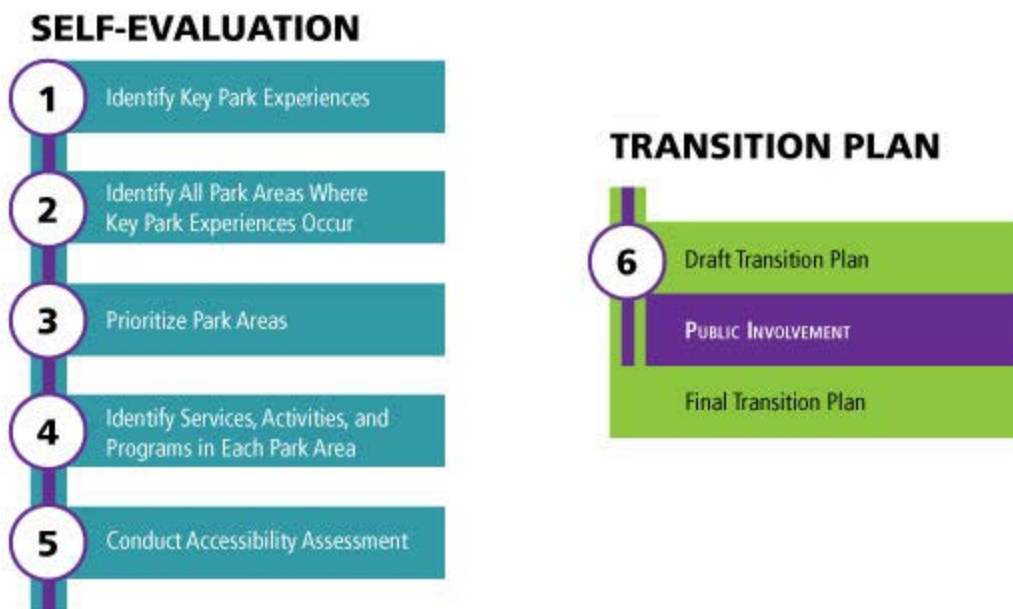 SELF-EVALUATION
1
Identify Key Park Experiences
2
Identify All Park Areas Where
Key Park Experiences Occur
3
Prioritize Park Areas
4
Identify Services, Activities, and
Programs in Each Park Area
5
Conduct Accessibility Assessment
TRANSITION PLAN
6
Draft Transition Plan
PUBLIC INVOLVEMENT
Final Transition Plan